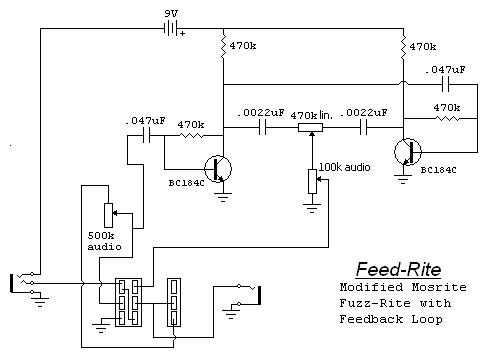 9V
+
470k
470k
.047uF
.047uF
470k
.0022uF
470k lin.
.0022uF
470k
BC184C
100k audio
BC184C
500k
audio
Feed-Rite
Modified Mosrite
Fuzz-Rite with
Feedback Loop